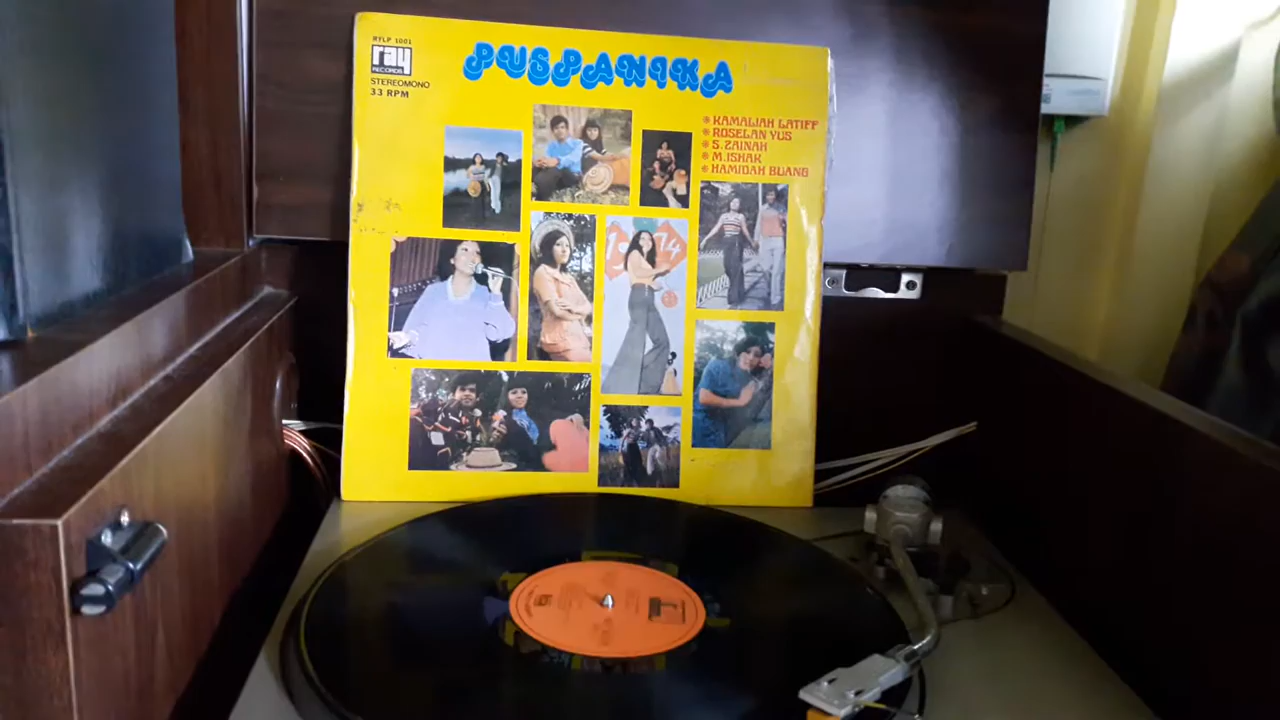 RYLP 1001
ray
RECORDS
STEREOMONO
33 RPM
PUSPANIKA
KAMALIAH LATIFF
ROSELAN YUS
S. ZAINAH
M. ISHAK
HAMIDAH BUANG
1974